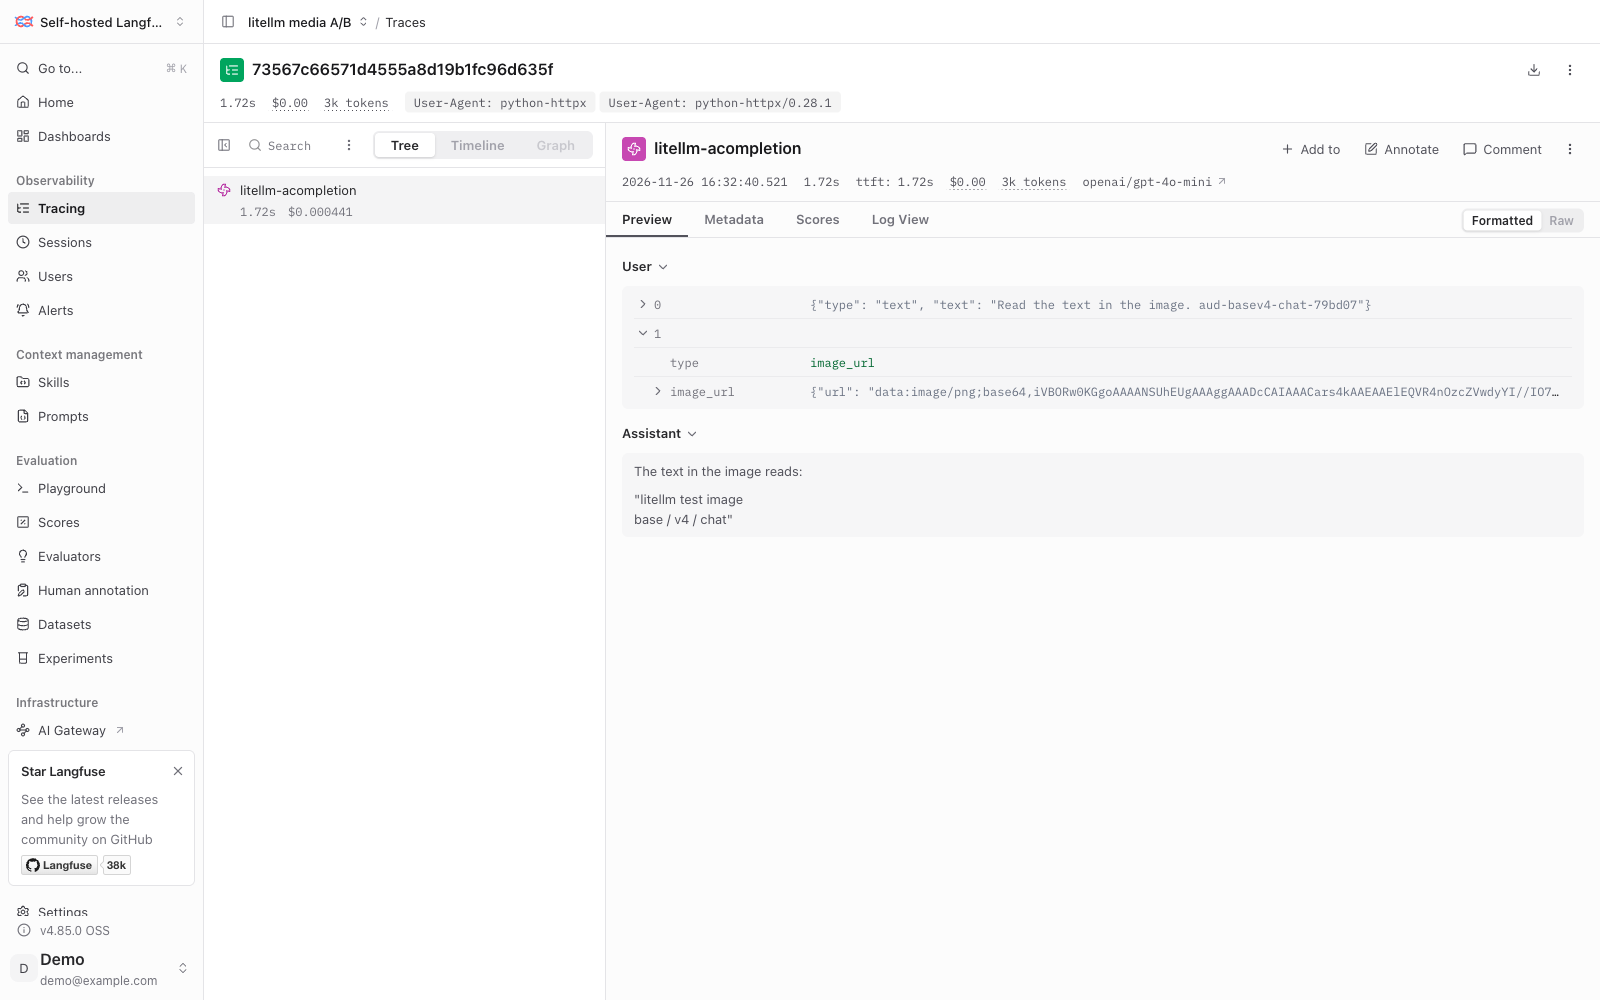 Self-hosted Langf...
litellm media A/B / Traces
Go to... ⌘ K
Home
Dashboards
Observability
Tracing
Sessions
Users
Alerts
Context management
Skills
Prompts
Evaluation
Playground
Scores
Evaluators
Human annotation
Datasets
Experiments
Infrastructure
AI Gateway
Star Langfuse
See the latest releases
and help grow the
community on GitHub
Langfuse 38k
Settings
v4.85.0 OSS
D
Demo
demo@example.com
73567c66571d4555a8d19b1fc96d635f
1.72s $0.00 3k tokens User-Agent: python-httpx User-Agent: python-httpx/0.28.1
Search Tree Timeline Graph
litellm-acompletion
1.72s $0.000441
litellm-acompletion
Add to Annotate Comment
2026-11-26 16:32:40.521 1.72s ttft: 1.72s $0.00 3k tokens openai/gpt-4o-mini
Preview Metadata Scores Log View Formatted Raw
User
0 {"type": "text", "text": "Read the text in the image. aud-basev4-chat-79bd07"}
1
type image_url
image_url {"url": "data:image/png;base64,iVBORw0KGgoAAAANSUhEUgAAAggAAADcCAIAAACars4kAAEAAElEQVR4nOzcZVwdyYI//IO7…
Assistant
The text in the image reads:
"litellm test image
base / v4 / chat"